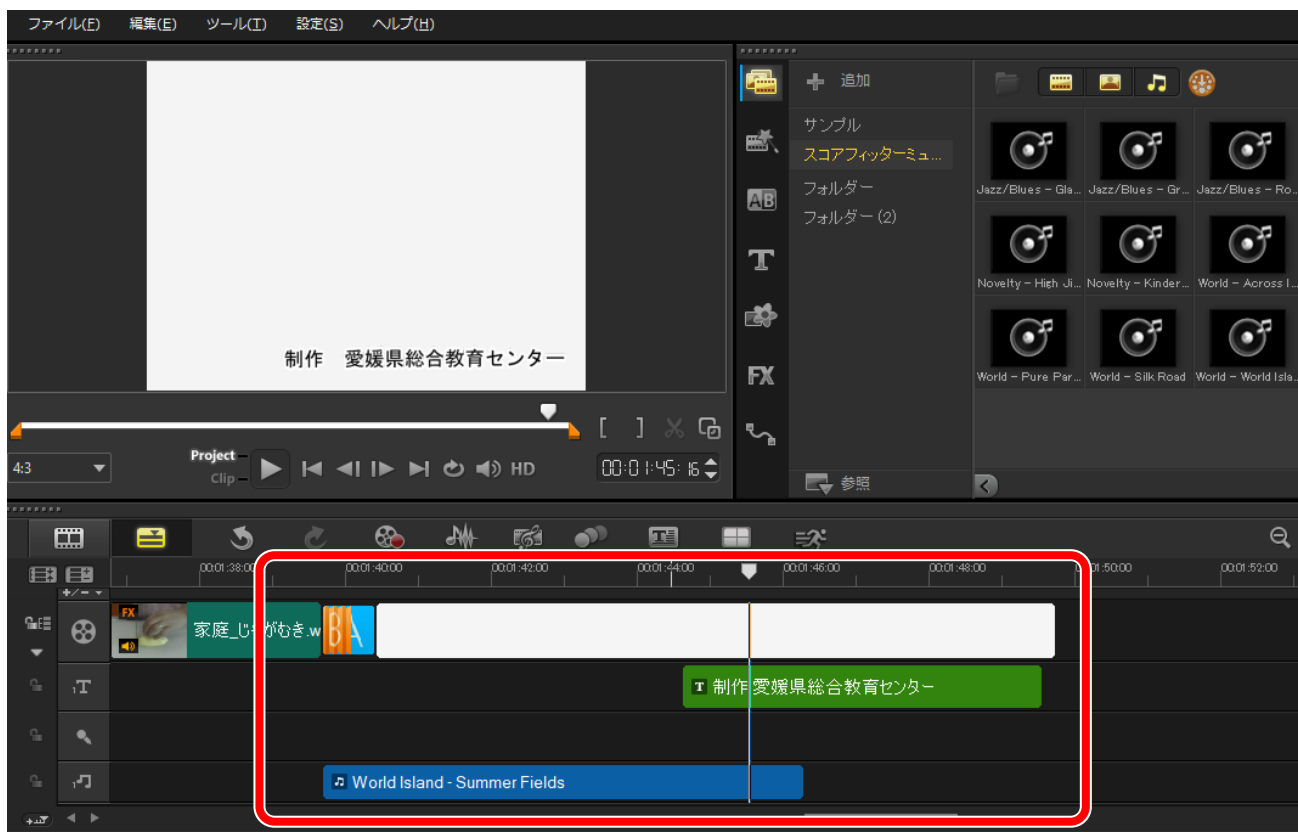 ファイル(F) 編集(E) ツール(T) 設定(S) ヘルプ(H)
制作　愛媛県総合教育センター
4:3
Project
Clip
HD
00:01:45:16
追加
サンプル
スコアフィッターミュ...
フォルダー
フォルダー (2)
AB
T
FX
参照
Jazz/Blues - Gla... Jazz/Blues - Gr... Jazz/Blues - Ro...
Novelty - High Ji... Novelty - Kinder... World - Across I...
World - Pure Par... World - Silk Road World - World Isla...
00:01:38:00 00:01:40:00 00:01:42:00 00:01:44:00 00:01:46:00 00:01:48:00 00:01:50:00 00:01:52:00
FX 家庭_じゃがむき.w B A
1T T 制作 愛媛県総合教育センター
World Island - Summer Fields